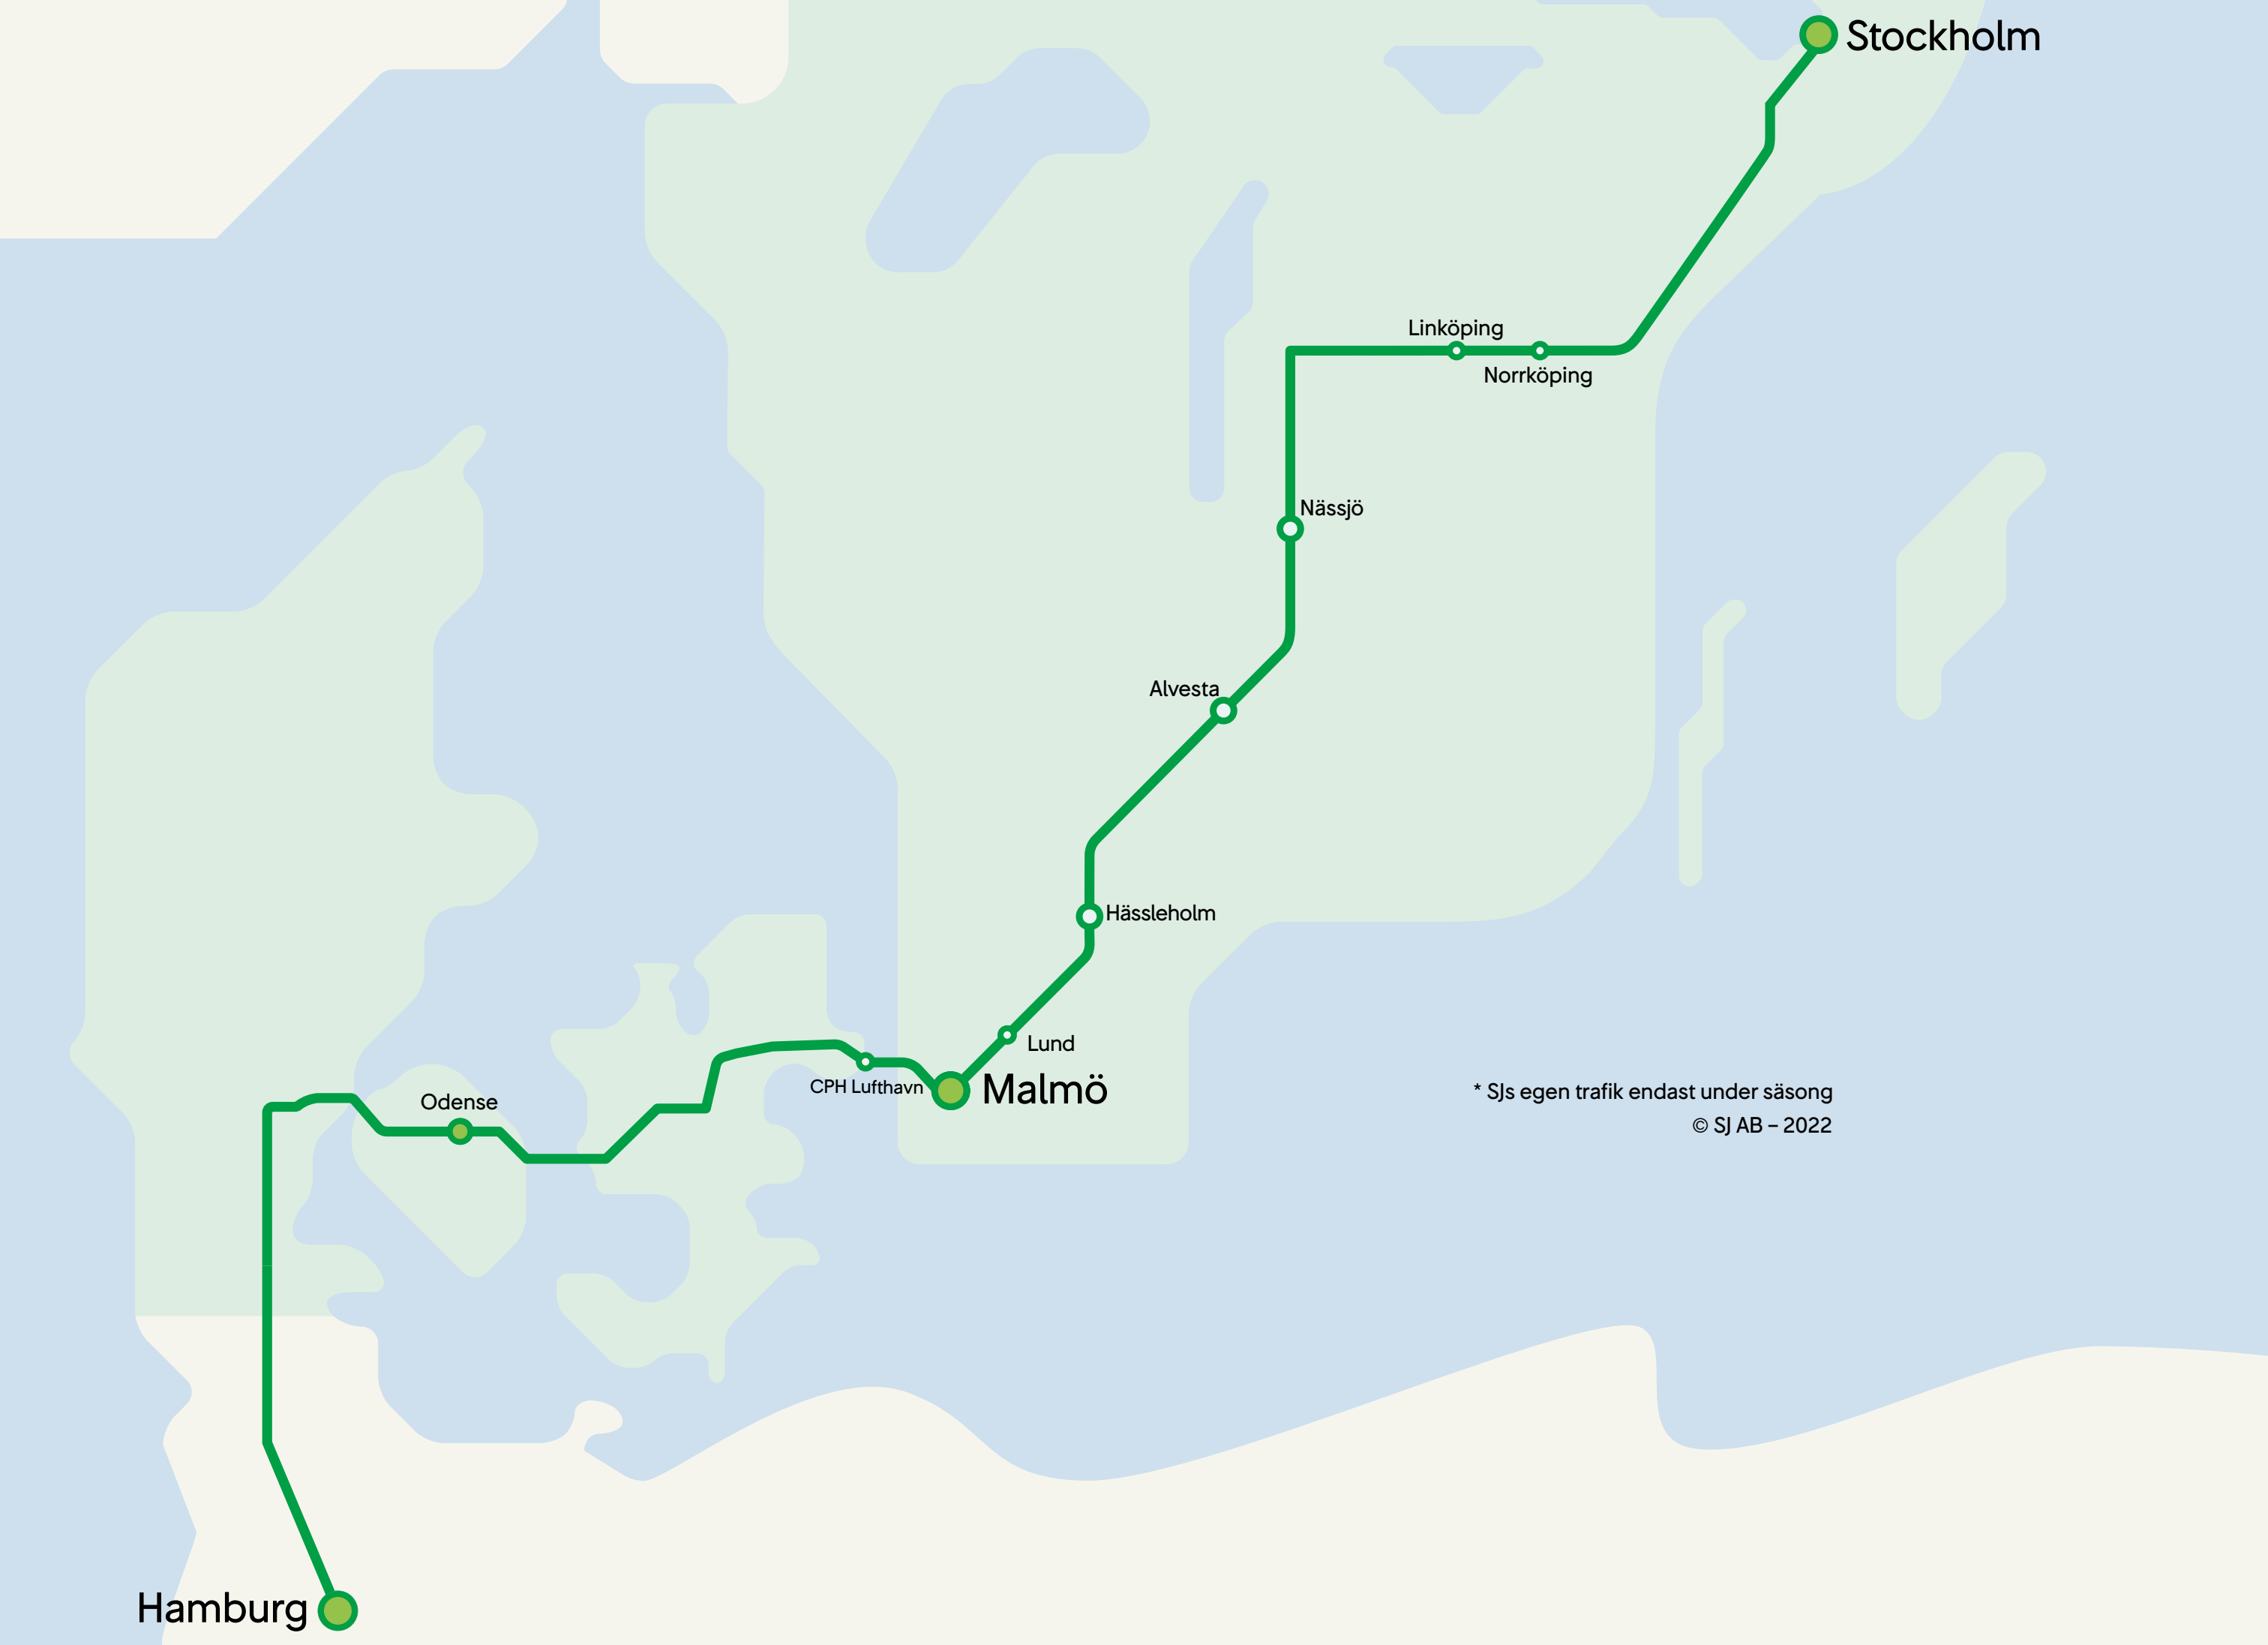 Stockholm
Linköping
Norrköping
Nässjö
Alvesta
Hässleholm
Lund
CPH Lufthavn
Malmö
Odense
* SJs egen trafik endast under säsong
© SJ AB – 2022
Hamburg